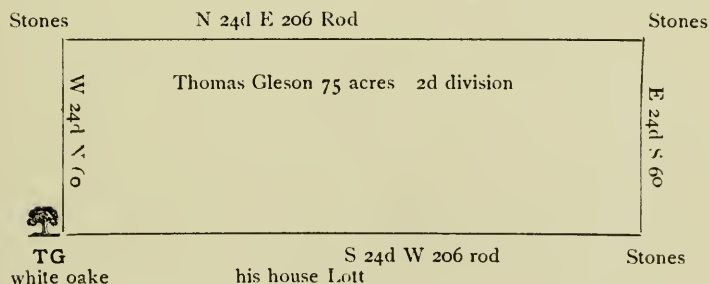 Stones N 24d E 206 Rod Stones
Thomas Gleson 75 acres 2d division
W 24d N 60
E 24d S 60
TG S 24d W 206 rod Stones
white oake his house Lott